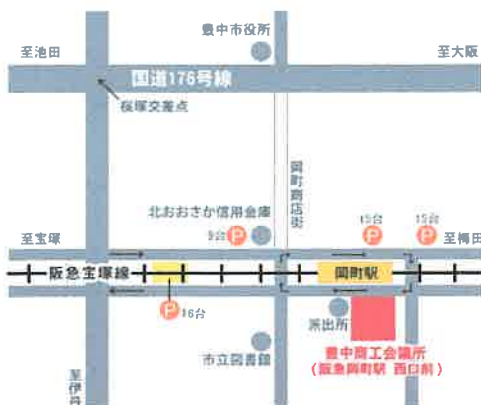 豊中市役所
至池田
至大阪
国道176号線
桜塚交差点
岡町商店街
北おおさか信用金庫
9台 P
15台
P
15台
P
至宝塚
至梅田
阪急宝塚線
岡町駅
P 16台
派出所
市立図書館
豊中商工会議所
(阪急岡町駅 西口前)
至伊丹